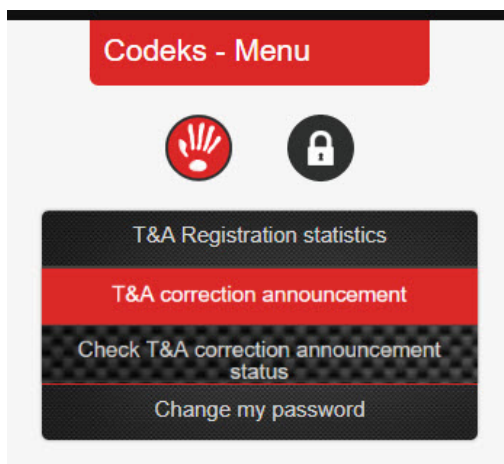 Codeks - Menu
T&A Registration statistics
T&A correction announcement
Check T&A correction announcement
status
Change my password